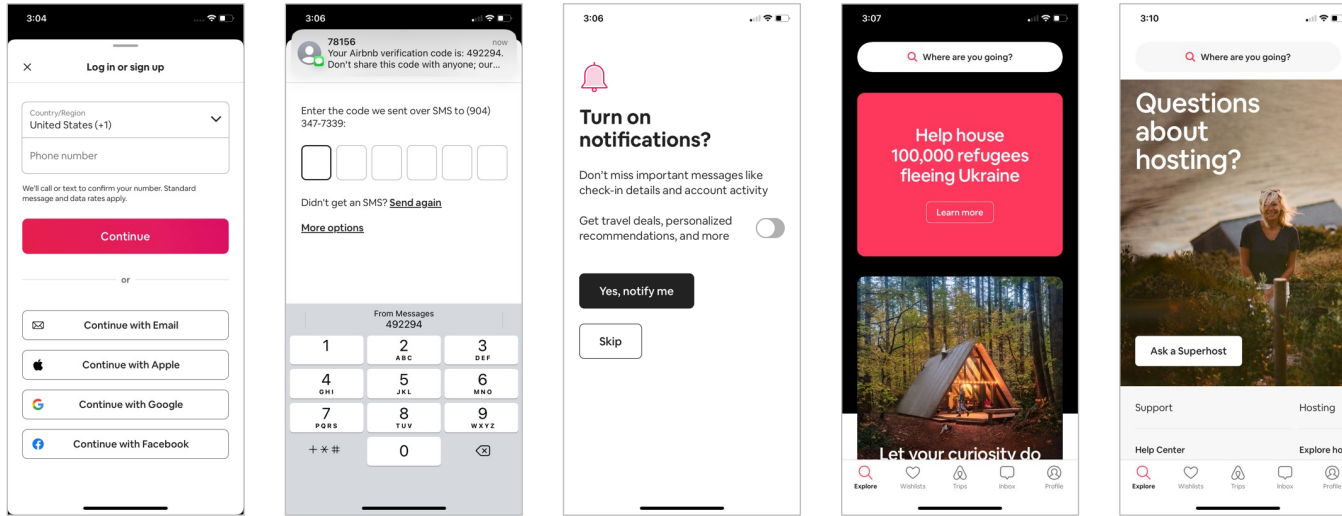 3:04
Log in or sign up
Country/Region
United States (+1)
Phone number
We'll call or text to confirm your number. Standard
message and data rates apply.
Continue
or
Continue with Email
Continue with Apple
Continue with Google
Continue with Facebook
3:06
78156
now
Your Airbnb verification code is: 492294.
Don't share this code with anyone; our...
Enter the code we sent over SMS to (904)
347-7339:
Didn't get an SMS? Send again
More options
From Messages
492294
1
2
ABC
3
DEF
4
GHI
5
JKL
6
MNO
7
PQRS
8
TUV
9
WXYZ
+*#
0
3:06
Turn on
notifications?
Don't miss important messages like
check-in details and account activity
Get travel deals, personalized
recommendations, and more
Yes, notify me
Skip
3:07
Where are you going?
Help house
100,000 refugees
fleeing Ukraine
Learn more
Let your curiosity do
Explore
Wishlists
Trips
Inbox
Profile
3:10
Where are you going?
Questions
about
hosting?
Ask a Superhost
Support
Hosting
Help Center
Explore ho
Explore
Wishlists
Trips
Inbox
Profile